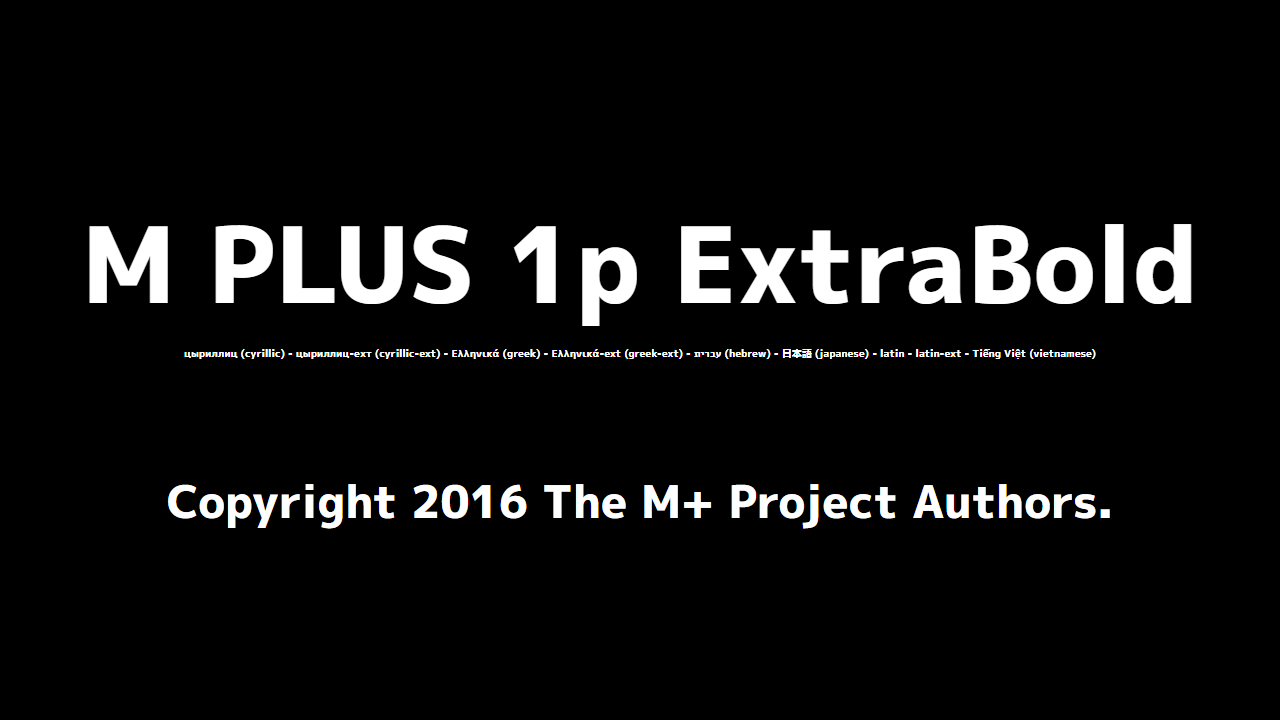 M PLUS 1p ExtraBold
цыриллиц (cyrillic) - цыриллиц-ехт (cyrillic-ext) - Ελληνικά (greek) - Ελληνικά-ext (greek-ext) - עברית (hebrew) - 日本語 (japanese) - latin - latin-ext - Tiếng Việt (vietnamese)
Copyright 2016 The M+ Project Authors.